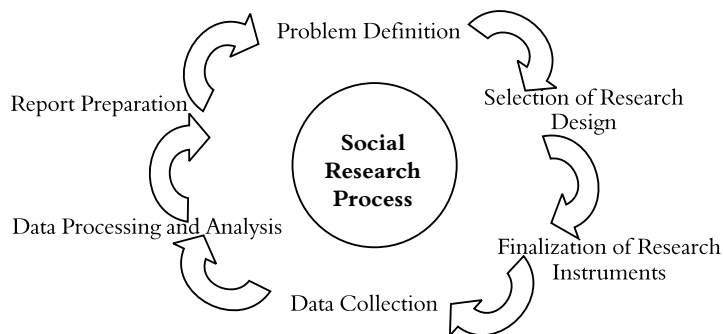 Problem Definition
Selection of Research
Design
Finalization of Research
Instruments
Data Collection
Data Processing and Analysis
Report Preparation
Social
Research
Process